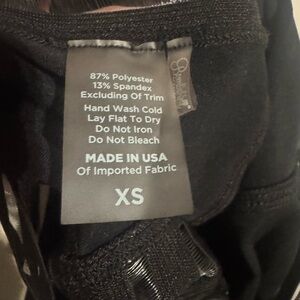 87% Polyester
13% Spandex
Excluding Of Trim
Hand Wash Cold
Lay Flat To Dry
Do Not Iron
Do Not Bleach
MADE IN USA
Of Imported Fabric
XS